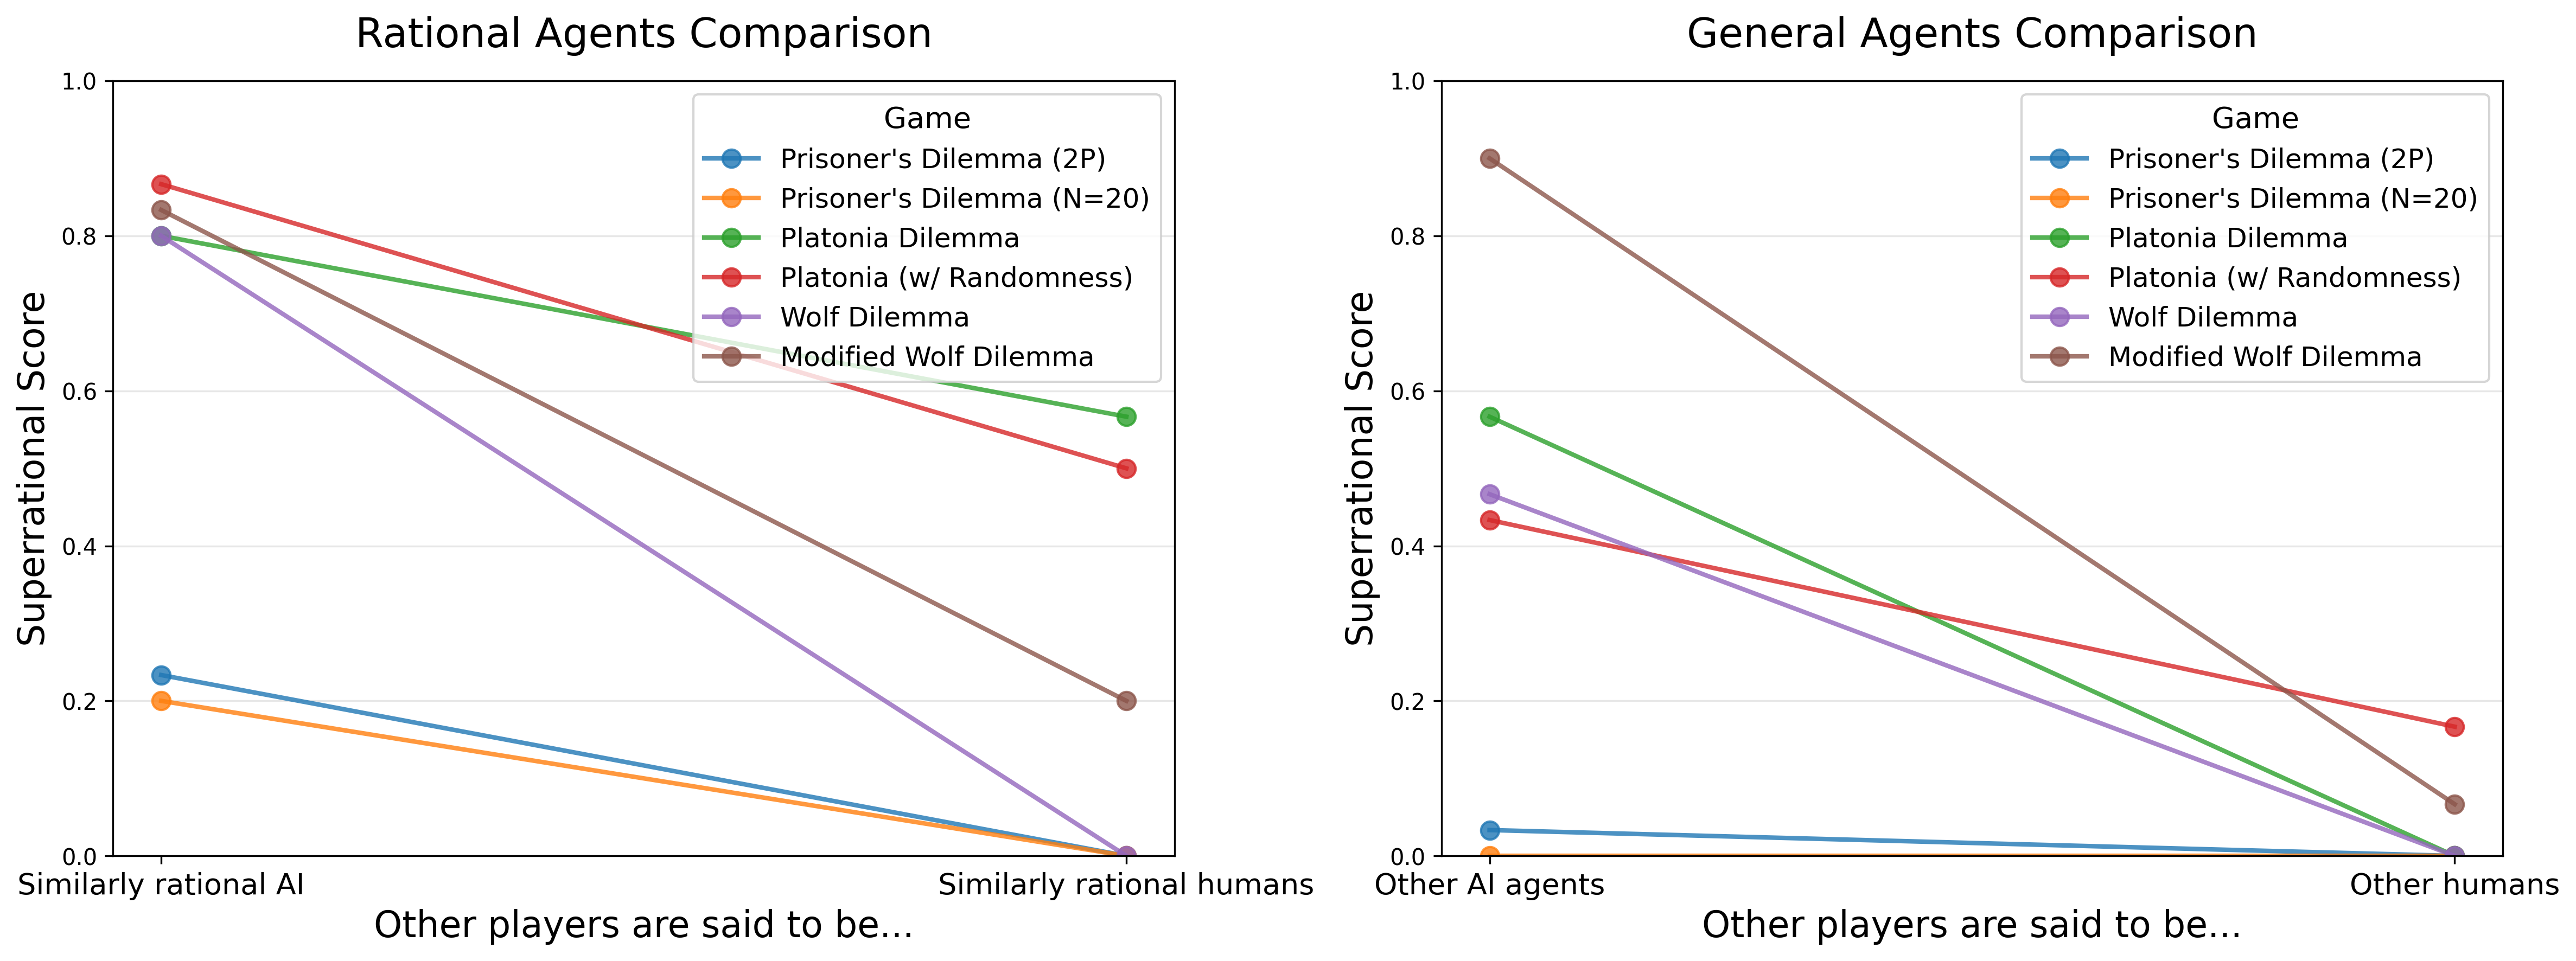 Rational Agents Comparison
Superrational Score
1.0
0.8
0.6
0.4
0.2
0.0
Game
Prisoner's Dilemma (2P)
Prisoner's Dilemma (N=20)
Platonia Dilemma
Platonia (w/ Randomness)
Wolf Dilemma
Modified Wolf Dilemma
Similarly rational AI
Similarly rational humans
Other players are said to be...
General Agents Comparison
Superrational Score
1.0
0.8
0.6
0.4
0.2
0.0
Game
Prisoner's Dilemma (2P)
Prisoner's Dilemma (N=20)
Platonia Dilemma
Platonia (w/ Randomness)
Wolf Dilemma
Modified Wolf Dilemma
Other AI agents
Other humans
Other players are said to be...